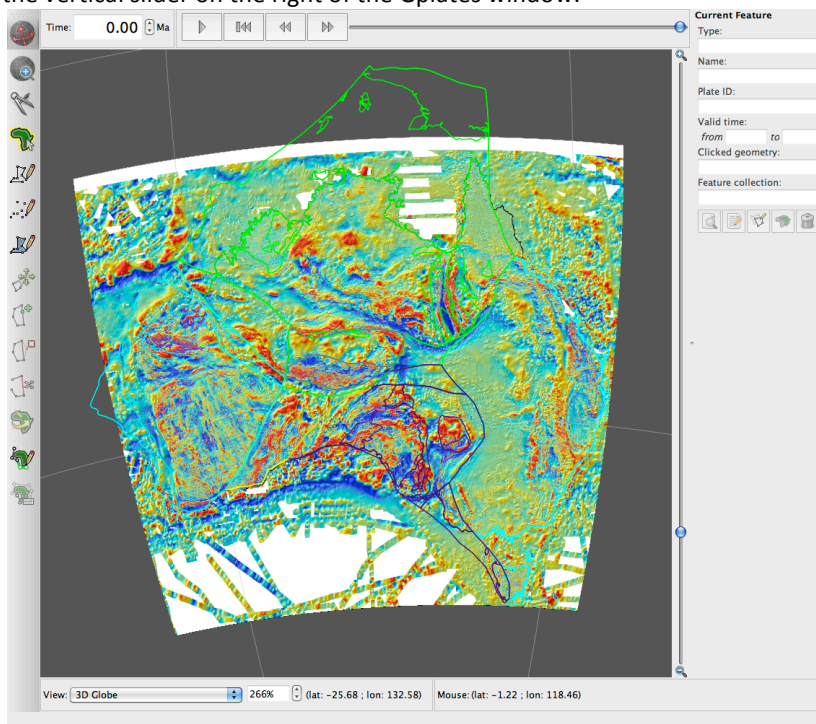 the vertical slider on the right of the Gplates window.
Time: 0.00 Ma
Current Feature
Type:
Name:
Plate ID:
Valid time:
from to
Clicked geometry:
Feature collection:
View: 3D Globe 266% (lat: -25.68 ; lon: 132.58) Mouse: (lat: -1.22 ; lon: 118.46)